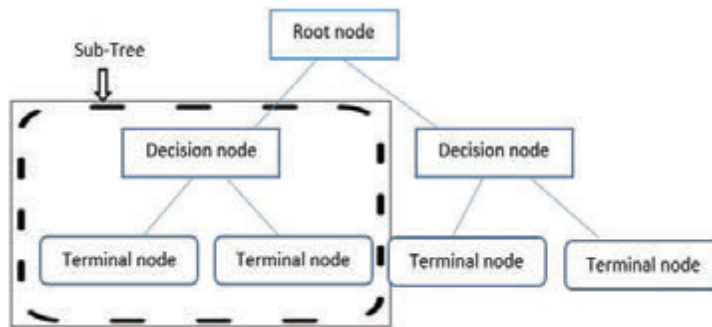 Root node
Sub-Tree
Decision node
Decision node
Terminal node
Terminal node
Terminal node
Terminal node